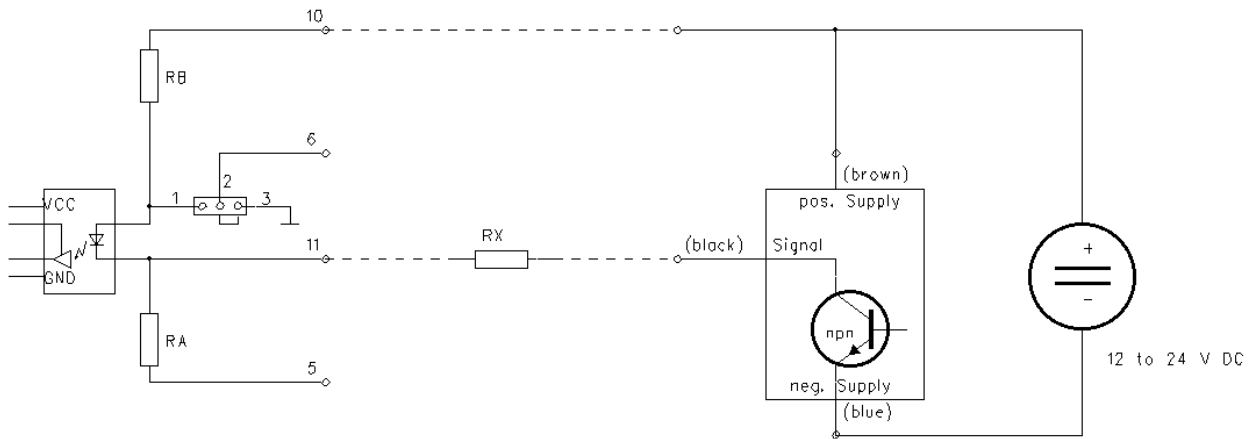 10
RB
6
2
(brown)
1
3
pos. Supply
VCC
RX
11
(black)
Signal
+
GND
–
npn
RA
12 to 24 V DC
5
neg. Supply
(blue)